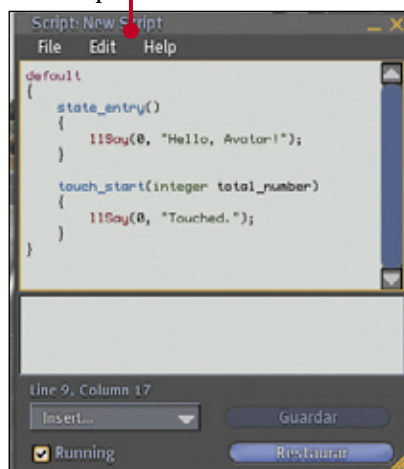 Script: New Script
File Edit Help
default
{
state_entry()
{
llSay(0, "Hello, Avatar!");
}
touch_start(integer total_number)
{
llSay(0, "Touched.");
}
}
Line 9, Column 17
Insert...
Guardar
Running
Restaurar